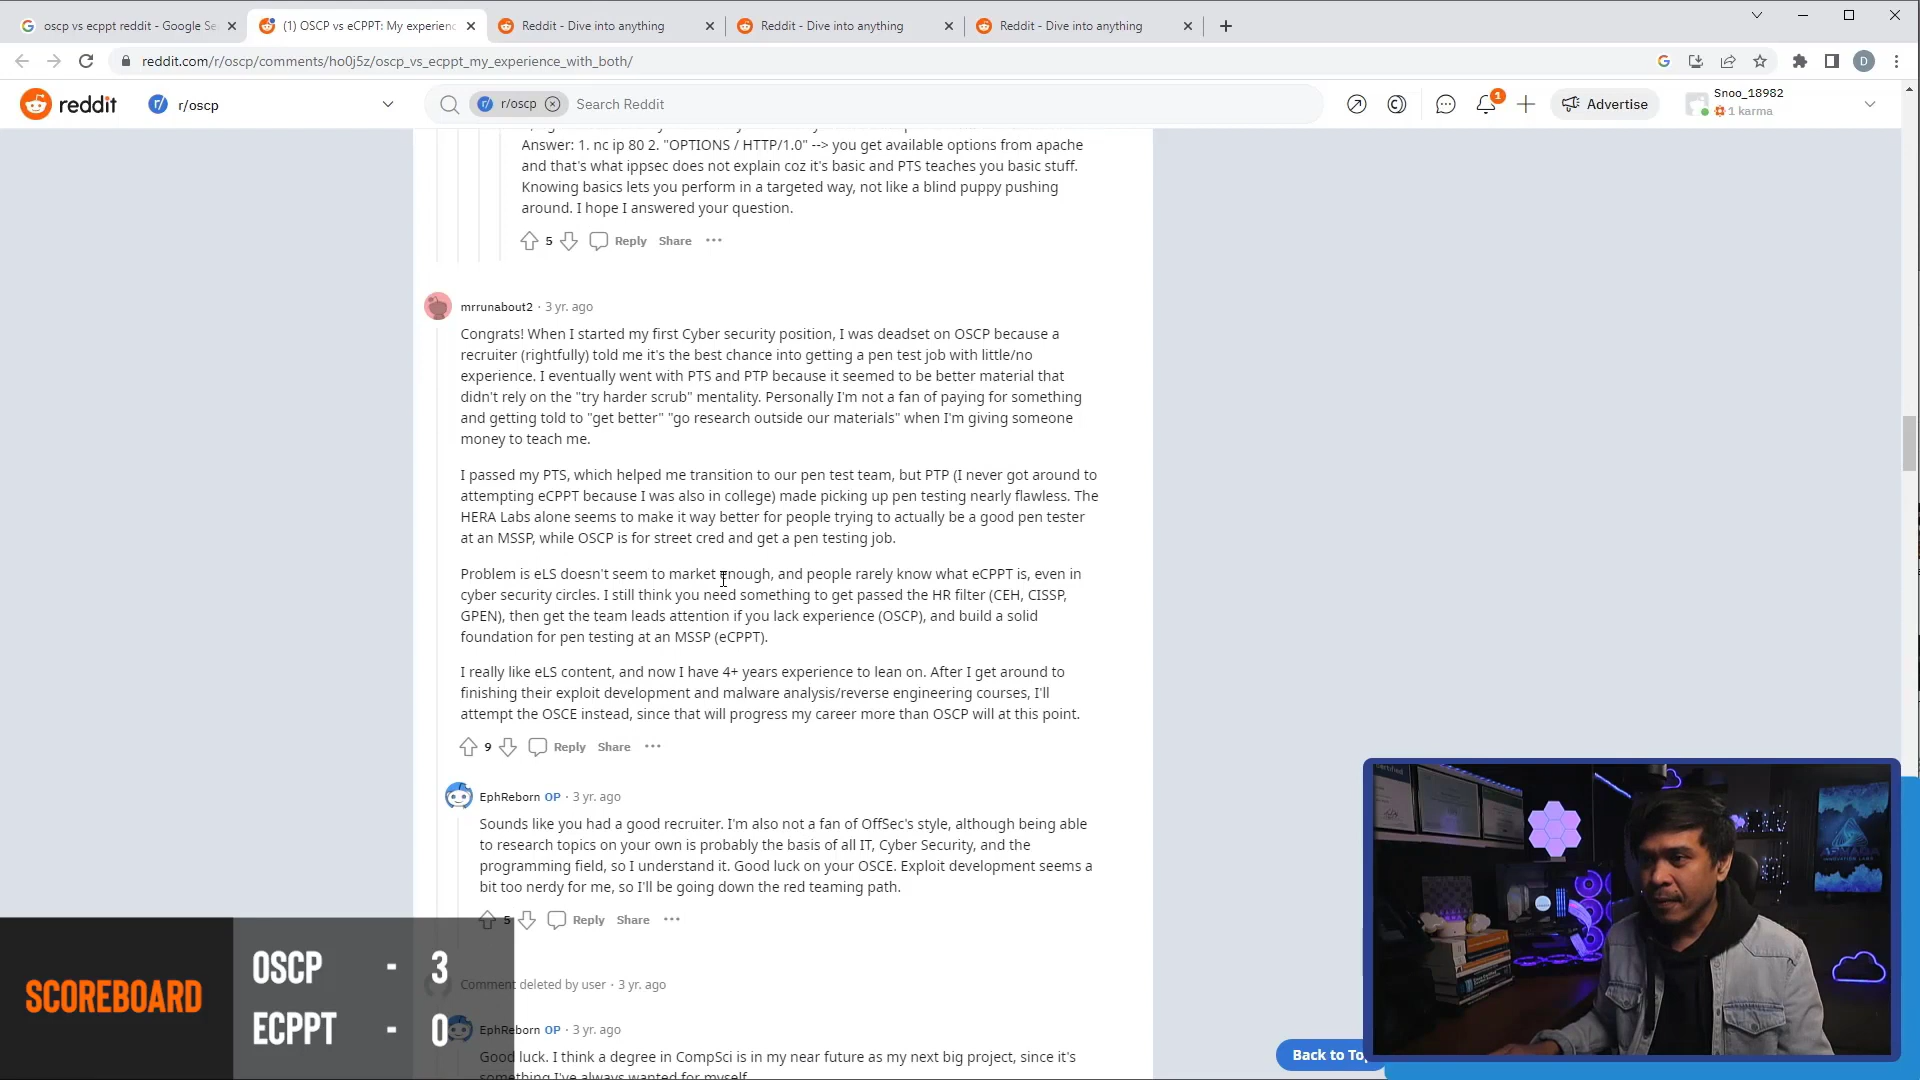 oscp vs ecppt reddit - Google Se
(1) OSCP vs eCPPT: My experienc
Reddit - Dive into anything
Reddit - Dive into anything
Reddit - Dive into anything
reddit.com/r/oscp/comments/ho0j5z/oscp_vs_ecppt_my_experience_with_both/
D
reddit
r/oscp
r/oscp
Search Reddit
1
Advertise
Snoo_18982
1 karma
Answer: 1. nc ip 80 2. "OPTIONS / HTTP/1.0" --> you get available options from apache
and that's what ippsec does not explain coz it's basic and PTS teaches you basic stuff.
Knowing basics lets you perform in a targeted way, not like a blind puppy pushing
around. I hope I answered your question.
5 Reply Share ···
mrrunabout2 · 3 yr. ago
Congrats! When I started my first Cyber security position, I was deadset on OSCP because a
recruiter (rightfully) told me it's the best chance into getting a pen test job with little/no
experience. I eventually went with PTS and PTP because it seemed to be better material that
didn't rely on the "try harder scrub" mentality. Personally I'm not a fan of paying for something
and getting told to "get better" "go research outside our materials" when I'm giving someone
money to teach me.
I passed my PTS, which helped me transition to our pen test team, but PTP (I never got around to
attempting eCPPT because I was also in college) made picking up pen testing nearly flawless. The
HERA Labs alone seems to make it way better for people trying to actually be a good pen tester
at an MSSP, while OSCP is for street cred and get a pen testing job.
Problem is eLS doesn't seem to market enough, and people rarely know what eCPPT is, even in
cyber security circles. I still think you need something to get passed the HR filter (CEH, CISSP,
GPEN), then get the team leads attention if you lack experience (OSCP), and build a solid
foundation for pen testing at an MSSP (eCPPT).
I really like eLS content, and now I have 4+ years experience to lean on. After I get around to
finishing their exploit development and malware analysis/reverse engineering courses, I'll
attempt the OSCE instead, since that will progress my career more than OSCP will at this point.
9 Reply Share ···
EphReborn OP · 3 yr. ago
Sounds like you had a good recruiter. I'm also not a fan of OffSec's style, although being able
to research topics on your own is probably the basis of all IT, Cyber Security, and the
programming field, so I understand it. Good luck on your OSCE. Exploit development seems a
bit too nerdy for me, so I'll be going down the red teaming path.
5 Reply Share ···
Comment deleted by user · 3 yr. ago
EphReborn OP · 3 yr. ago
Good luck. I think a degree in CompSci is in my near future as my next big project, since it's
something I've always wanted for myself.
SCOREBOARD
OSCP - 3
ECPPT - 0
Back to To